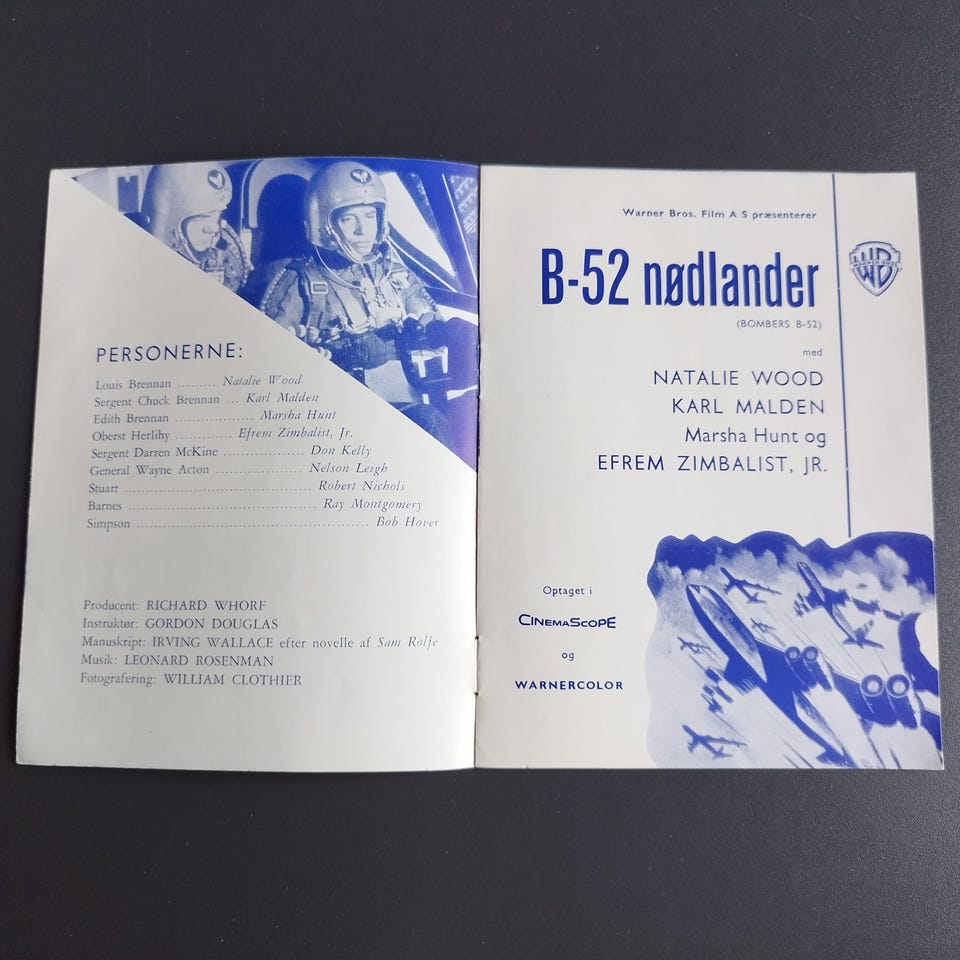 PERSONERNE:
Louis Brennan ......... Natalie Wood
Sergent Chuck Brennan ... Karl Malden
Edith Brennan ................. Marsha Hunt
Oberst Herlihy ............ Efrem Zimbalist, Jr.
Sergent Darren McKine ................. Don Kelly
General Wayne Acton .................. Nelson Leigh
Stuart ........................................ Robert Nichols
Barnes ........................................ Ray Montgomery
Simpson .................................................. Bob Hover
Producent: RICHARD WHORF
Instruktør: GORDON DOUGLAS
Manuskript: IRVING WALLACE efter novelle af Sam Rolfe
Musik: LEONARD ROSENMAN
Fotografering: WILLIAM CLOTHIER
Warner Bros. Film A S præsenterer
B-52 nødlander
(BOMBERS B-52)
med
NATALIE WOOD
KARL MALDEN
Marsha Hunt og
EFREM ZIMBALIST, JR.
WB
WARNER BROS
Optaget i
CINEMASCOPE
og
WARNERCOLOR